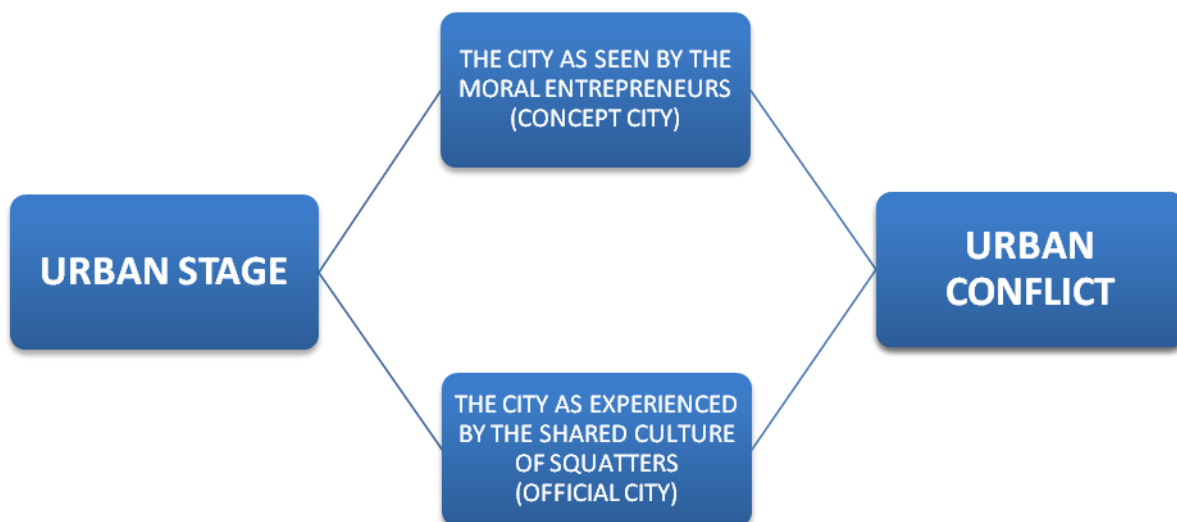 THE CITY AS SEEN BY THE
MORAL ENTREPRENEURS
(CONCEPT CITY)
URBAN STAGE
URBAN
CONFLICT
THE CITY AS EXPERIENCED
BY THE SHARED CULTURE
OF SQUATTERS
(OFFICIAL CITY)